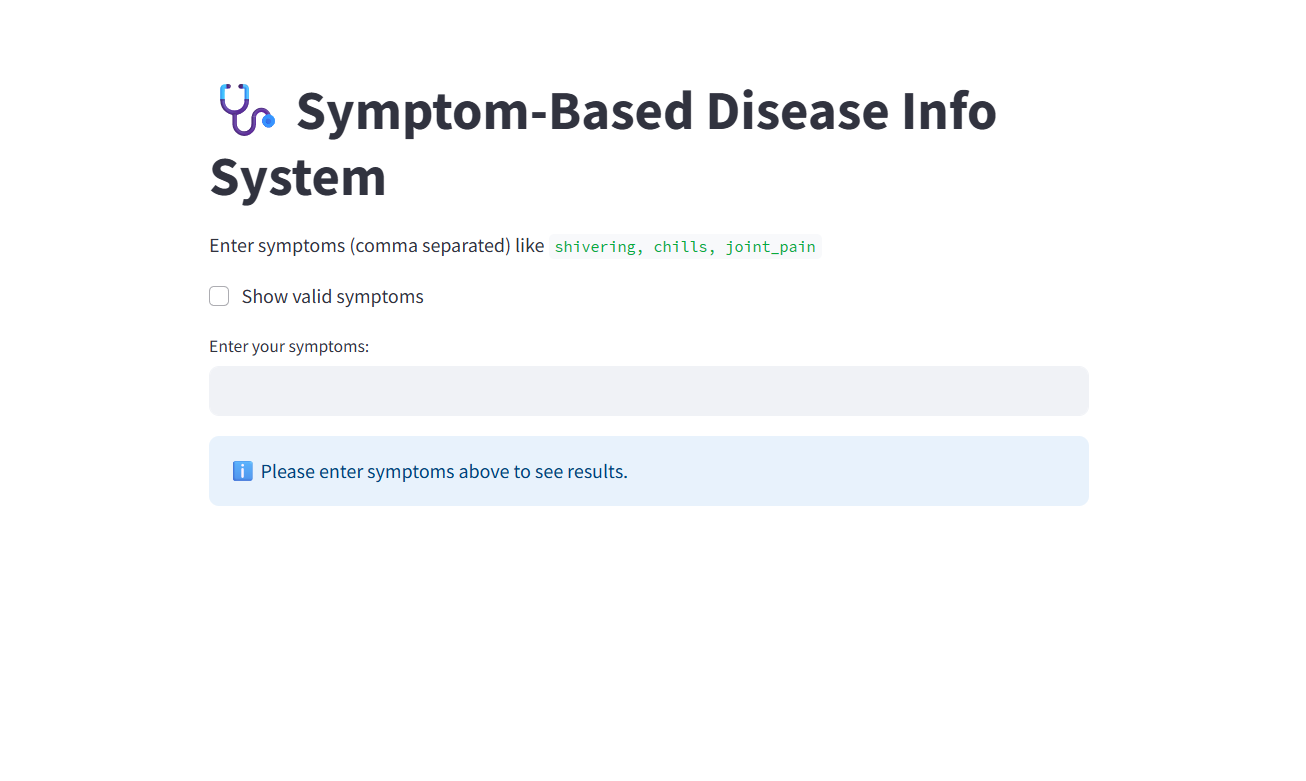 Symptom-Based Disease Info
System
Enter symptoms (comma separated) like shivering, chills, joint_pain
Show valid symptoms
Enter your symptoms:
Please enter symptoms above to see results.